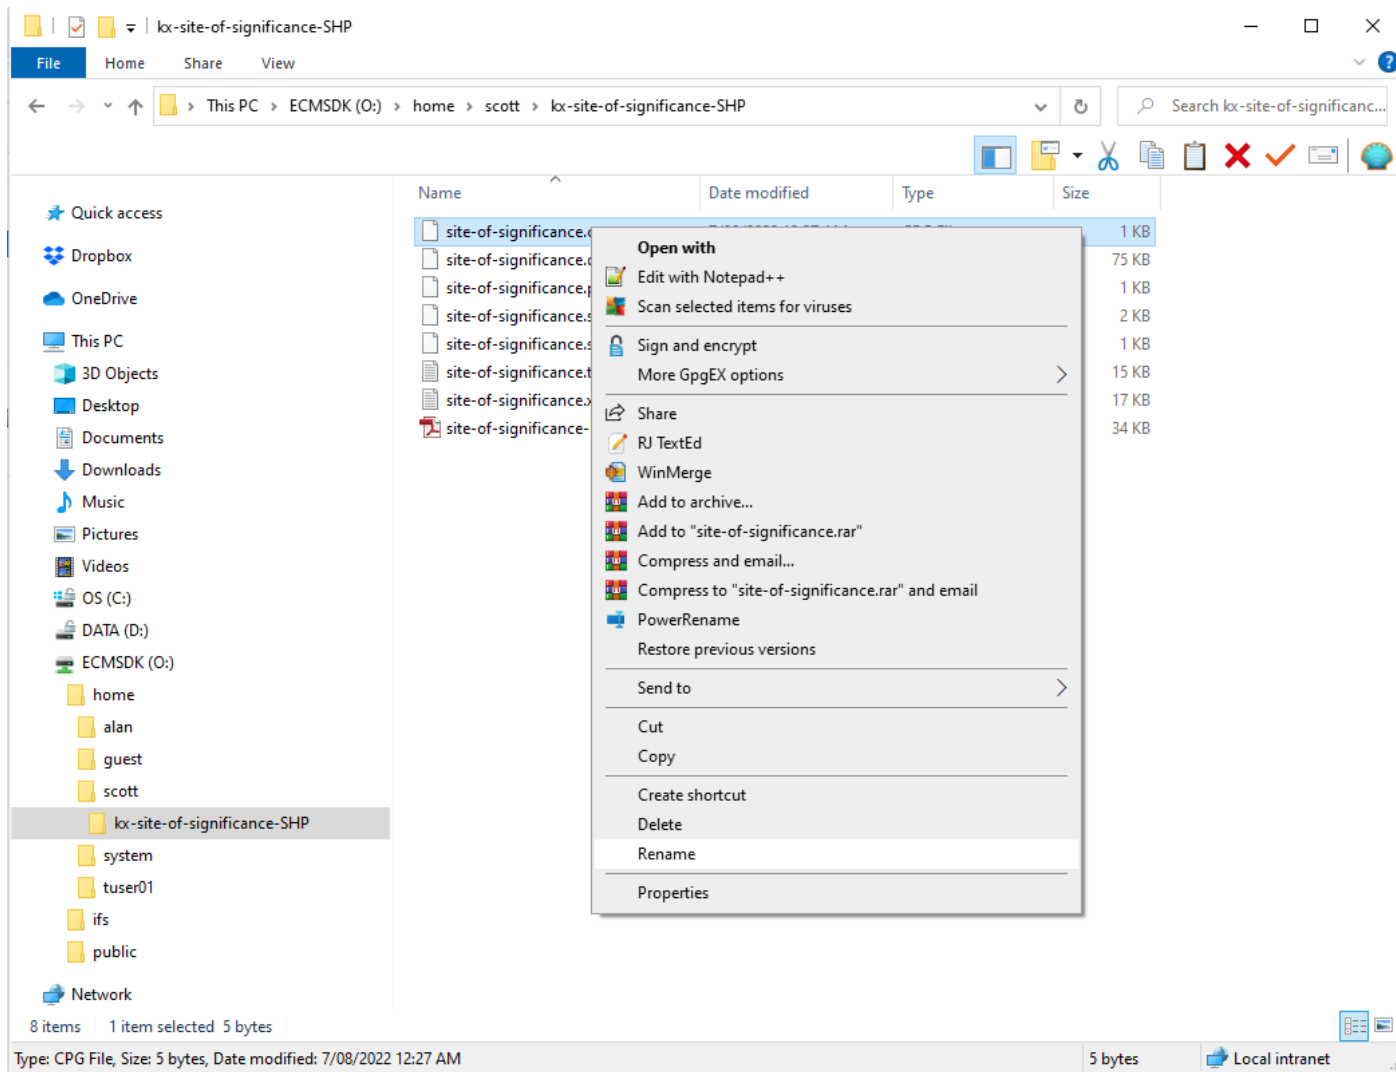 kx-site-of-significance-SHP
File Home Share View
This PC > ECMSDK (O:) > home > scott > kx-site-of-significance-SHP
Search kx-site-of-significanc...
Name Date modified Type Size
Quick access
Dropbox
OneDrive
This PC
3D Objects
Desktop
Documents
Downloads
Music
Pictures
Videos
OS (C:)
DATA (D:)
ECMSDK (O:)
home
alan
guest
scott
kx-site-of-significance-SHP
system
tuser01
ifs
public
Network
site-of-significance. 1 KB
site-of-significance. 75 KB
site-of-significance. 1 KB
site-of-significance. 2 KB
site-of-significance. 1 KB
site-of-significance. 15 KB
site-of-significance. 17 KB
site-of-significance- 34 KB
Open with
Edit with Notepad++
Scan selected items for viruses
Sign and encrypt
More GpgEX options
Share
RJ TextEd
WinMerge
Add to archive...
Add to "site-of-significance.rar"
Compress and email...
Compress to "site-of-significance.rar" and email
PowerRename
Restore previous versions
Send to
Cut
Copy
Create shortcut
Delete
Rename
Properties
8 items 1 item selected 5 bytes
Type: CPG File, Size: 5 bytes, Date modified: 7/08/2022 12:27 AM 5 bytes Local intranet